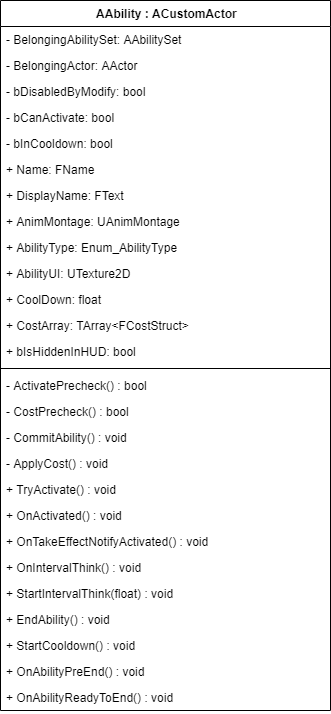 AAbility : ACustomActor
- BelongingAbilitySet: AAbilitySet
- BelongingActor: AActor
- bDisabledByModify: bool
- bCanActivate: bool
- bInCooldown: bool
+ Name: FName
+ DisplayName: FText
+ AnimMontage: UAnimMontage
+ AbilityType: Enum_AbilityType
+ AbilityUI: UTexture2D
+ CoolDown: float
+ CostArray: TArray<FCostStruct>
+ bIsHiddenInHUD: bool
- ActivatePrecheck() : bool
- CostPrecheck() : bool
- CommitAbility() : void
- ApplyCost() : void
+ TryActivate() : void
+ OnActivated() : void
+ OnTakeEffectNotifyActivated() : void
+ OnIntervalThink() : void
+ StartIntervalThink(float) : void
+ EndAbility() : void
+ StartCooldown() : void
+ OnAbilityPreEnd() : void
+ OnAbilityReadyToEnd() : void